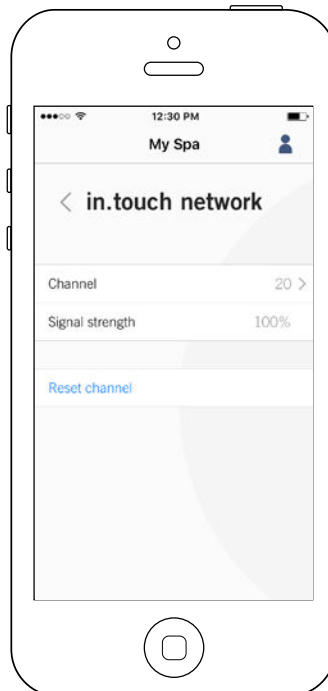 12:30 PM
My Spa
in.touch network
Channel 20
Signal strength 100%
Reset channel